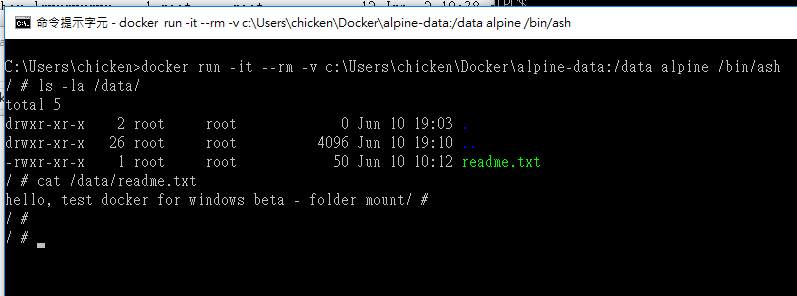 命令提示字元 - docker run -it --rm -v c:\Users\chicken\Docker\alpine-data:/data alpine /bin/ash
C:\Users\chicken>docker run -it --rm -v c:\Users\chicken\Docker\alpine-data:/data alpine /bin/ash
/ # ls -la /data/
total 5
drwxr-xr-x 2 root root 0 Jun 10 19:03 .
drwxr-xr-x 26 root root 4096 Jun 10 19:10 ..
-rwxr-xr-x 1 root root 50 Jun 10 10:12 readme.txt
/ # cat /data/readme.txt
hello, test docker for windows beta - folder mount/ #
/ #
/ #